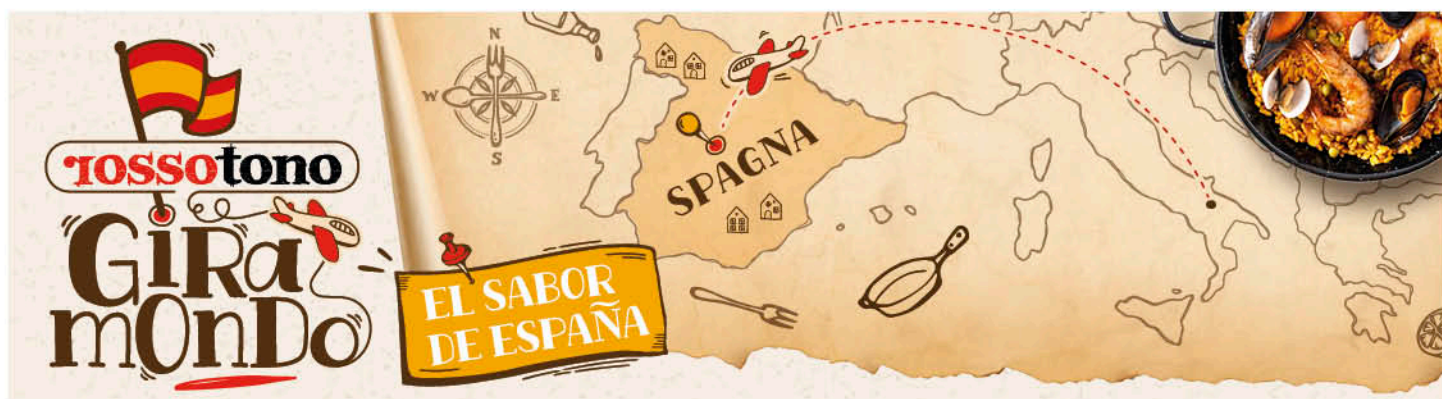 rossotono
GiRa
mOnDo
EL SABOR
DE ESPAÑA
N
W
E
S
SPAGNA